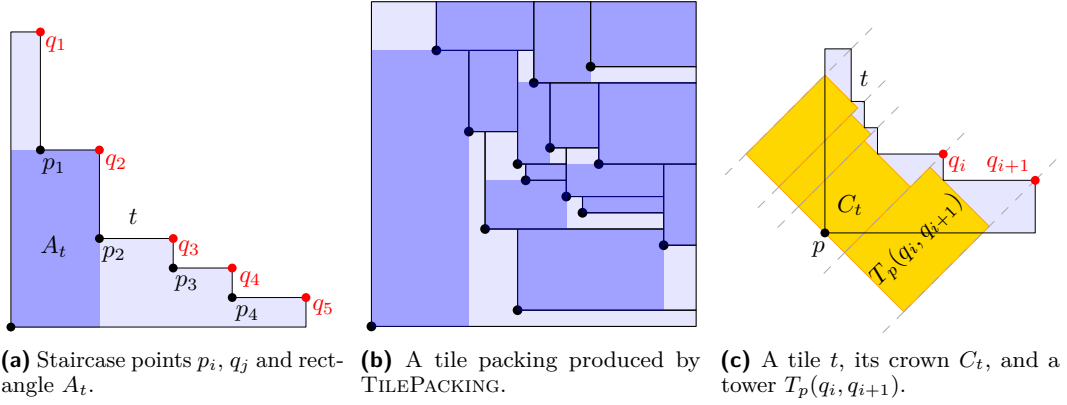 q₁
p₁
q₂
A_t
t
p₂
q₃
p₃
q₄
p₄
q₅
t
q_i
q_{i+1}
C_t
p
T_p(q_i, q_{i+1})
(a) Staircase points p_i, q_j and rect-
angle A_t.
(b) A tile packing produced by
TILEPACKING.
(c) A tile t, its crown C_t, and a
tower T_p(q_i, q_{i+1}).